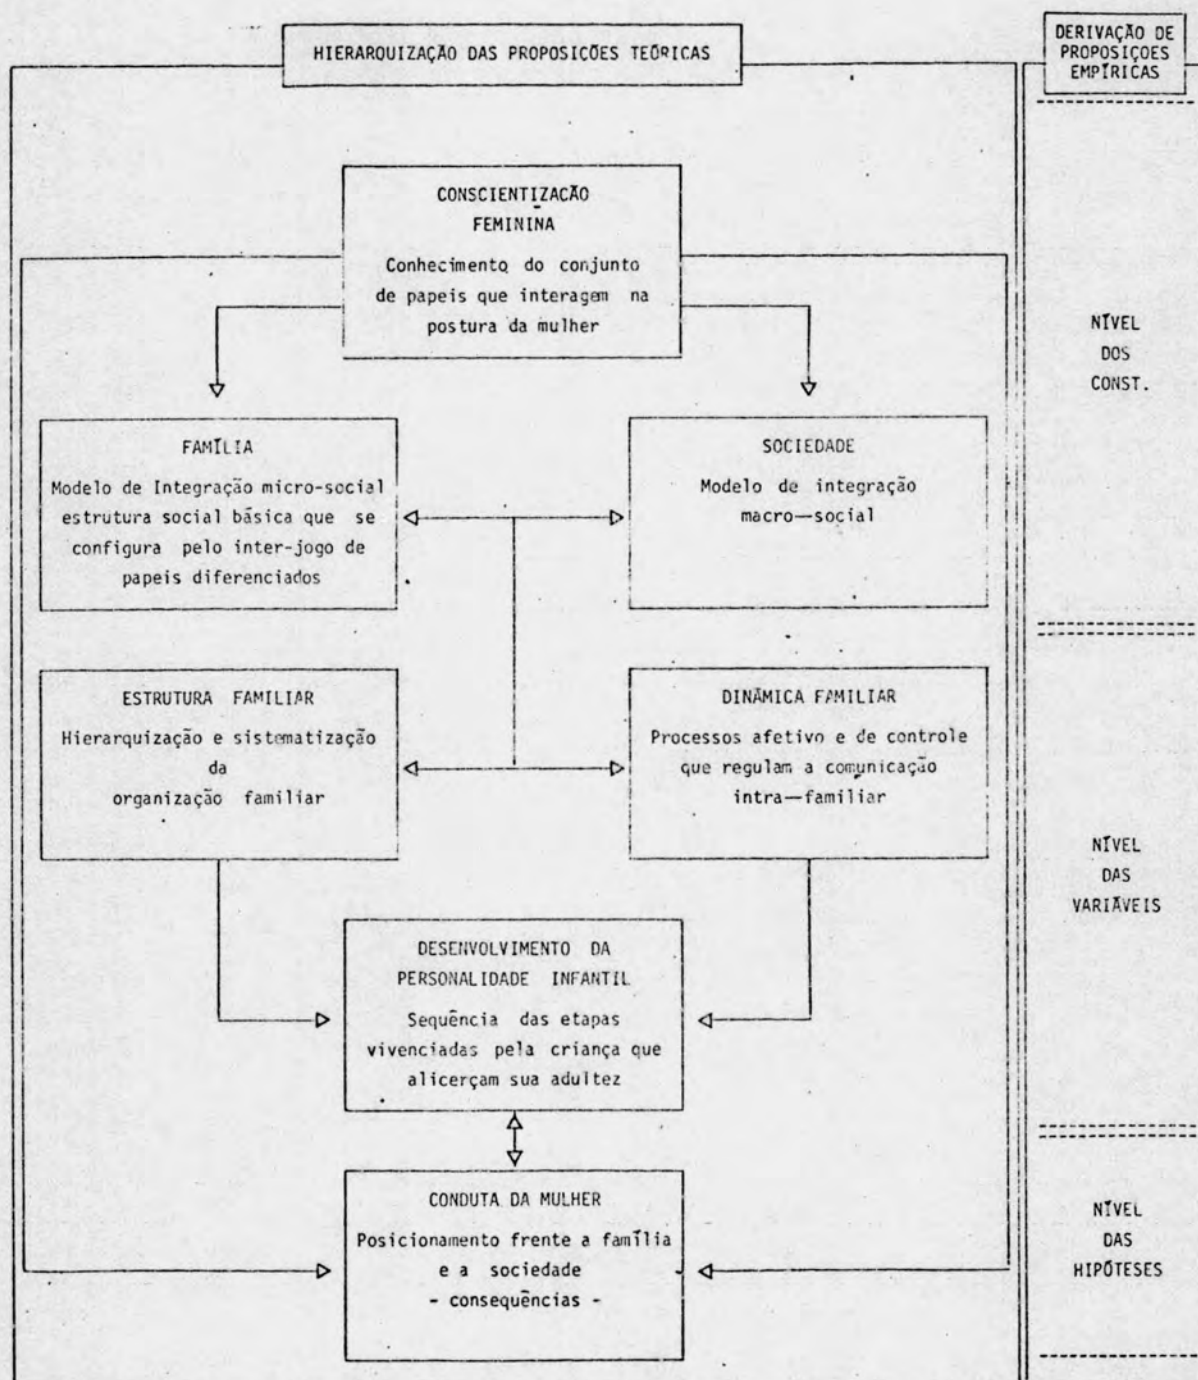 HIERARQUIZAÇÃO DAS PROPOSIÇÕES TEÓRICAS
DERIVAÇÃO DE
PROPOSIÇOES
EMPÍRICAS
CONSCIENTIZACÃO
FEMININA
Conhecimento do conjunto
de papeis que interagem na
postura da mulher
NÍVEL
DOS
CONST.
FAMÍLIA
Modelo de Integração micro-social
estrutura social básica que se
configura pelo inter-jogo de
papeis diferenciados
SOCIEDADE
Modelo de integração
macro-social
ESTRUTURA FAMILIAR
Hierarquização e sistematização
da
organização familiar
DINÂMICA FAMILIAR
Processos afetivo e de controle
que regulam a comunicação
intra-familiar
NÍVEL
DAS
VARIÁVEIS
DESENVOLVIMENTO DA
PERSONALIDADE INFANTIL
Sequência das etapas
vivenciadas pela criança que
alicerçam sua adultez
CONDUTA DA MULHER
Posicionamento frente a família
e a sociedade
- consequências -
NÍVEL
DAS
HIPÓTESES